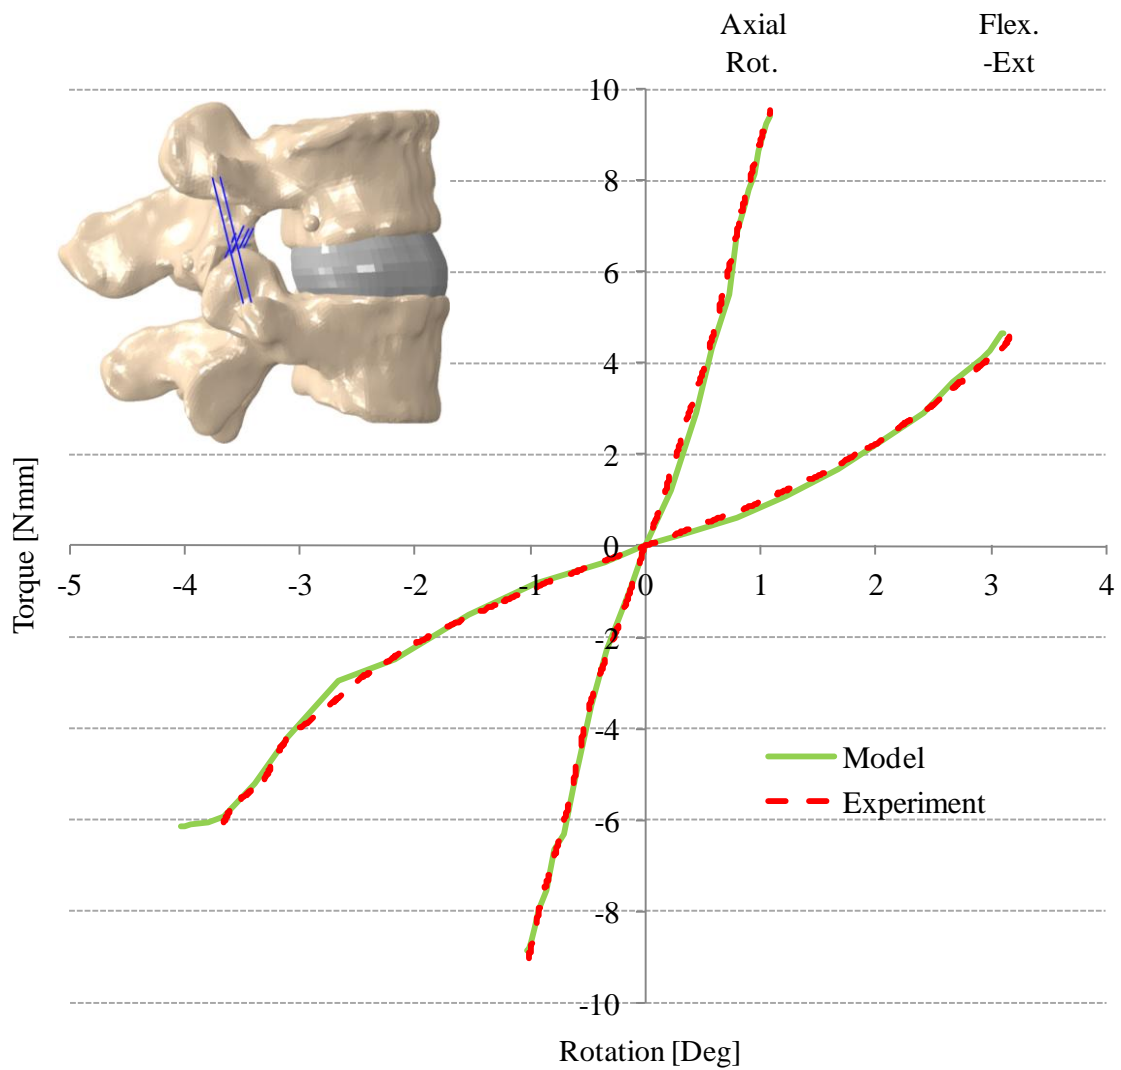 Axial
Rot.
Flex.
-Ext
10
8
6
4
2
0
-5
-4
-3
-2
-1
0
1
2
3
4
-2
-4
-6
-8
-10
Torque [Nmm]
Model
Experiment
Rotation [Deg]